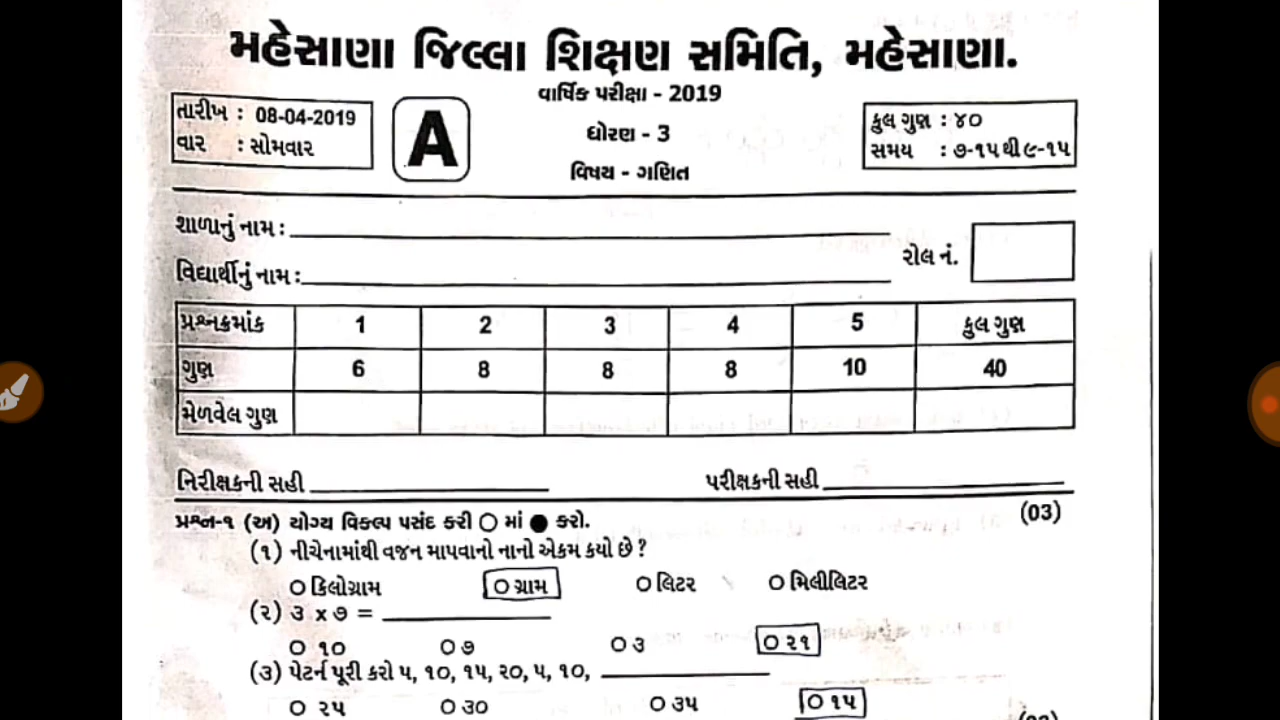 મહેસાણા જિલ્લા શિક્ષણ સમિતિ, મહેસાણા.
વાર્ષિક પરીક્ષા - 2019
તારીખ : 08-04-2019
વાર : સોમવાર
A
ધોરણ - 3
વિષય - ગણિત
કુલ ગુણ : ૪૦
સમય : ૭-૧૫ થી ૯-૧૫
શાળાનું નામ :
વિદ્યાર્થીનું નામ :
રોલ નં.
પ્રશ્નક્રમાંક 1 2 3 4 5 કુલ ગુણ
ગુણ 6 8 8 8 10 40
મેળવેલ ગુણ
નિરીક્ષકની સહી પરીક્ષકની સહી
પ્રશ્ન-૧ (અ) યોગ્ય વિકલ્પ પસંદ કરી ○ માં ● કરો. (03)
(૧) નીચેનામાંથી વજન માપવાનો નાનો એકમ કયો છે ?
○ કિલોગ્રામ ○ ગ્રામ ○ લિટર ○ મિલીલિટર
(૨) ૩ x ૭ =
○ ૧૦ ○ ૭ ○ ૩ ○ ૨૧
(૩) પેટર્ન પૂરી કરો ૫, ૧૦, ૧૫, ૨૦, ૫, ૧૦,
○ ૨૫ ○ ૩૦ ○ ૩૫ ○ ૧૫